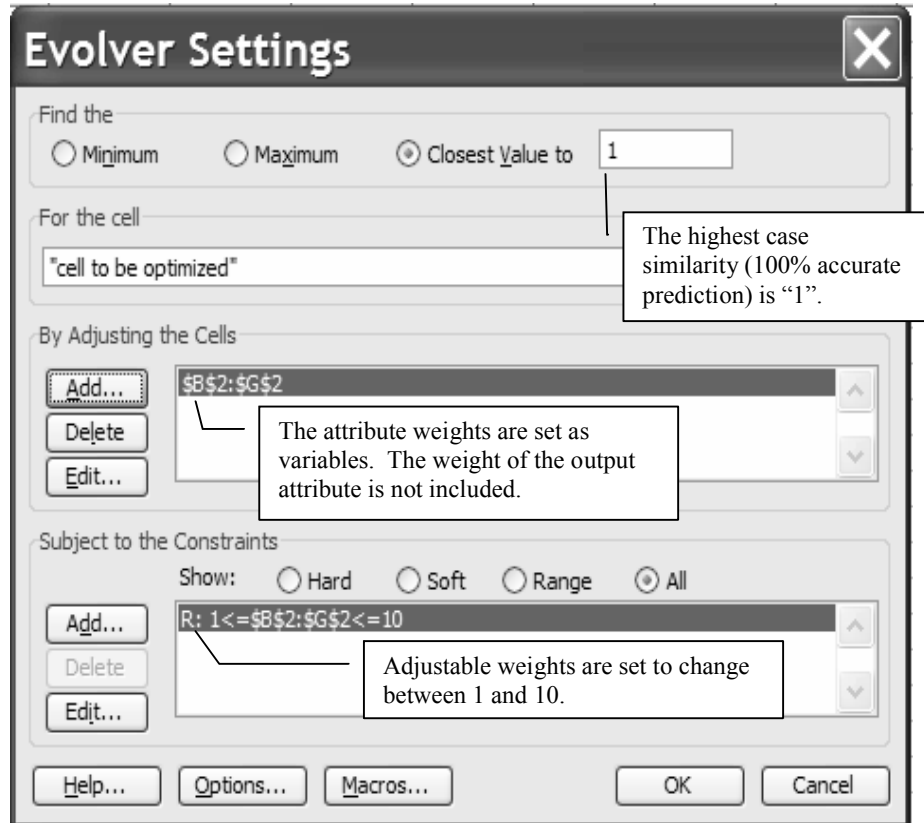 Evolver Settings
Find the
Minimum
Maximum
Closest Value to
1
For the cell
"cell to be optimized"
The highest case
similarity (100% accurate
prediction) is “1”.
By Adjusting the Cells
Add...
$B$2:$G$2
Delete
Edit...
The attribute weights are set as
variables. The weight of the output
attribute is not included.
Subject to the Constraints
Show:
Hard
Soft
Range
All
Add...
R: 1<=$B$2:$G$2<=10
Delete
Edit...
Adjustable weights are set to change
between 1 and 10.
Help...
Options...
Macros...
OK
Cancel